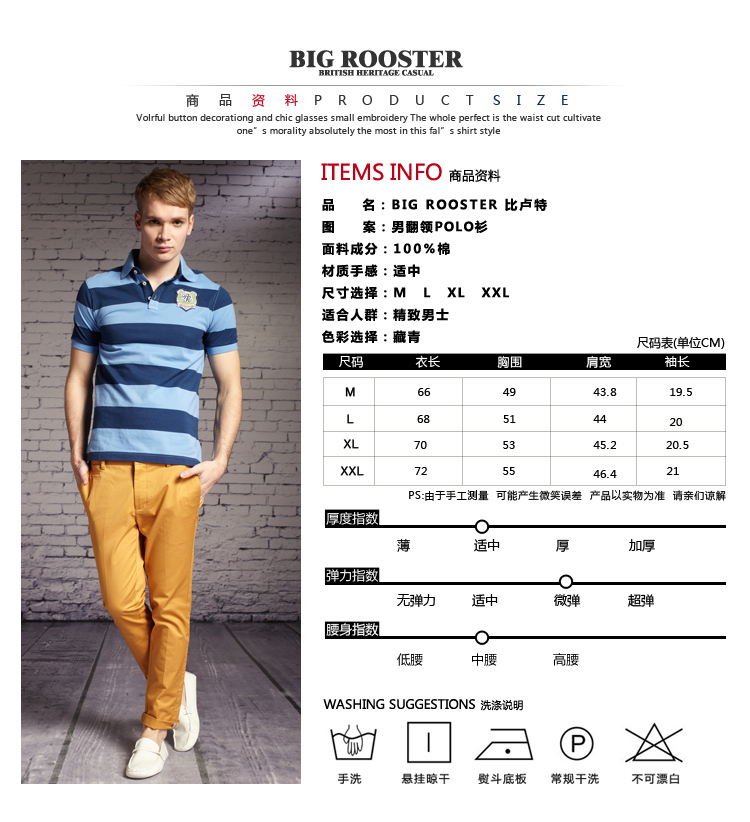 BIG ROOSTER
BRITISH HERITAGE CASUAL
商品资料PRODUCT SIZE
Volrful button decorationg and chic glasses small embroidery The whole perfect is the waist cut cultivate
one”s morality absolutely the most in this fal”s shirt style
ITEMS INFO 商品资料
品 名：BIG ROOSTER 比卢特
图 案：男翻领POLO衫
面料成分：100%棉
材质手感：适中
尺寸选择：M L XL XXL
适合人群：精致男士
色彩选择：藏青
尺码表(单位CM)
尺码 衣长 胸围 肩宽 袖长
M 66 49 43.8 19.5
L 68 51 44 20
XL 70 53 45.2 20.5
XXL 72 55 46.4 21
PS:由于手工测量 可能产生微笑误差 产品以实物为准 请亲们谅解
厚度指数
薄 适中 厚 加厚
弹力指数
无弹力 适中 微弹 超弹
腰身指数
低腰 中腰 高腰
WASHING SUGGESTIONS 洗涤说明
P
手洗 悬挂晾干 熨斗底板 常规干洗 不可漂白